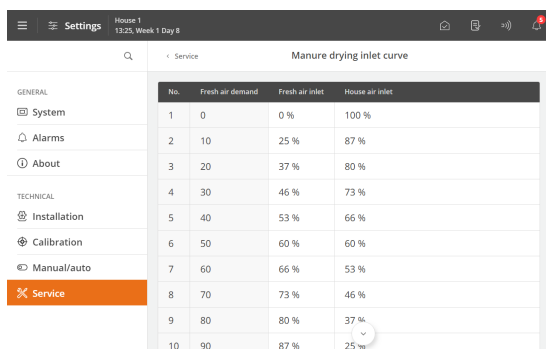 Settings
House 1
13:25, Week 1 Day 8
5
‹ Service
Manure drying inlet curve
GENERAL
System
Alarms
About
TECHNICAL
Installation
Calibration
Manual/auto
Service
No. Fresh air demand Fresh air inlet House air inlet
1 0 0 % 100 %
2 10 25 % 87 %
3 20 37 % 80 %
4 30 46 % 73 %
5 40 53 % 66 %
6 50 60 % 60 %
7 60 66 % 53 %
8 70 73 % 46 %
9 80 80 % 37 %
10 90 87 % 25 %